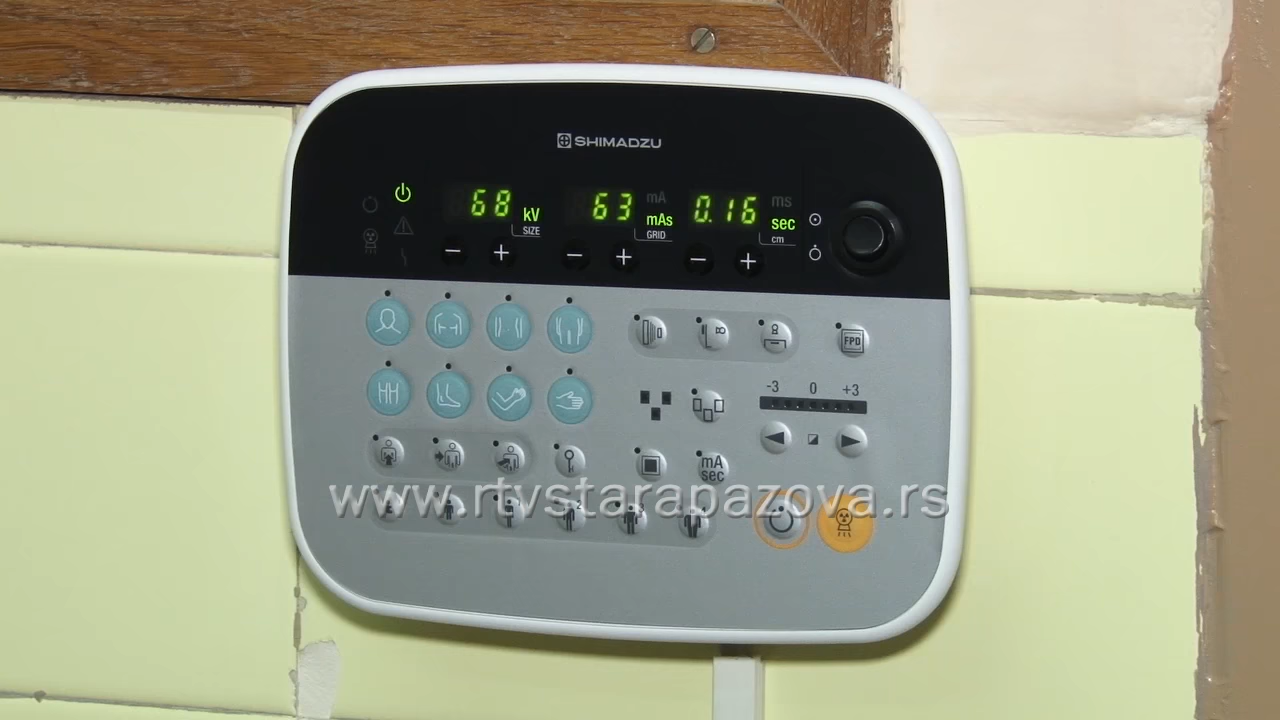 SHIMADZU
68 kV 63 mA mAs 0.16 ms sec
SIZE GRID cm
FPD
-3 0 +3
mA
sec
www.rtvstarapazova.rs